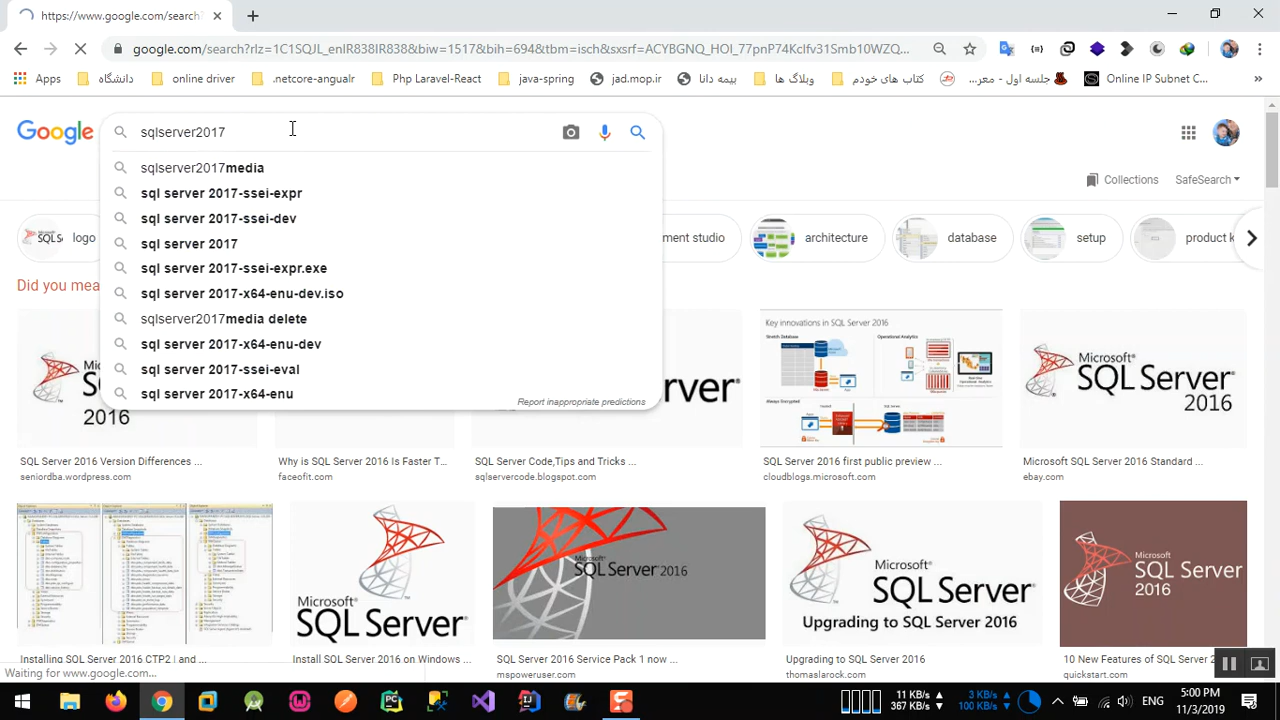 https://www.google.com/search?
google.com/search?rlz=1C1SQJL_enIR838IR838&biw=1517&bih=694&tbm=isch&sxsrf=ACYBGNQ_HOI_77pnP74Kclfv31Smb10WZQ...
Apps دانشگاه online driver .netcore-angualr Php Laravel-React java-spring jad.mop.ir بیمه دانا وبلاگ ها کتاب های خودم جلسه اول - معر... Online IP Subnet C... »
Google sqlserver2017
sqlserver2017media
Collections SafeSearch
sql server 2017-ssei-expr
sql server 2017-ssei-dev
logo ment studio architecture database setup product k
sql server 2017
sql server 2017-ssei-expr.exe
Did you mea
sql server 2017-x64-enu-dev.iso
sqlserver2017media delete
sql server 2017-x64-enu-dev
sql server 2017-ssei-eval
sql server 2017-x64-enu
Report inappropriate predictions
2016
rver
Key innovations in SQL Server 2016
Microsoft
SQL Server
2016
SQL Server 2016 Version Differences ...
seniordba.wordpress.com
Why is SQL Server 2016 Is Faster T...
faceofit.com
SQL Server Code,Tips and Tricks ...
sqlservercode.blogspot.com
SQL Server 2016 first public preview ...
cloudblogs.microsoft.com
Microsoft SQL Server 2016 Standard ...
ebay.com
Microsoft
SQL Server
Microsoft
SQL Server 2016
Microsoft
SQL Server
Upgrading to SQL Server 2016
Microsoft
SQL Server
2016
Installing SQL Server 2016 CTP2 | and ...
Install SQL Server 2016 on Windows ...
SQL Server 2016 Service Pack 1 now ...
mspoweruser.com
Upgrading to SQL Server 2016
thomaslarock.com
10 New Features of SQL Server 2
quickstart.com
Waiting for www.google.com...
11 KB/s
367 KB/s
3 KB/s
100 KB/s
ENG
5:00 PM
11/3/2019